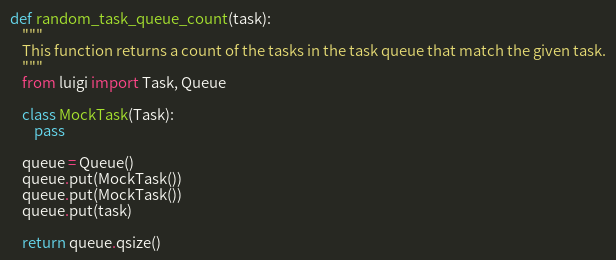 def random_task_queue_count(task):
    """
    This function returns a count of the tasks in the task queue that match the given task.
    """
    from luigi import Task, Queue

    class MockTask(Task):
        pass

    queue = Queue()
    queue.put(MockTask())
    queue.put(MockTask())
    queue.put(task)

    return queue.qsize()